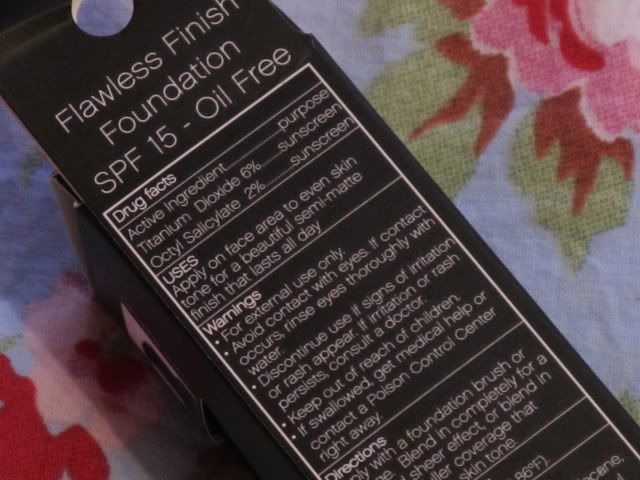 Flawless Finish
Foundation
SPF 15 - Oil Free
Drug facts
Active Ingredient..................purpose
Titanium Dioxide 6%......sunscreen
Octyl Salicylate 2%......sunscreen
USES
Apply on face area to even skin
tone for a beautiful semi-matte
finish that lasts all day
Warnings
• For external use only.
• Avoid contact with eyes. If contact
occurs, rinse eyes thoroughly with
water.
• Discontinue use if signs of irritation
or rash appear. If irritation or rash
persists, consult a doctor.
• Keep out of reach of children.
• If swallowed, get medical help or
contact a Poison Control Center
right away.
Directions
with a foundation brush or
Blend in completely for a
sheer effect, or blend in
coverage that
skin tone.
86°F).